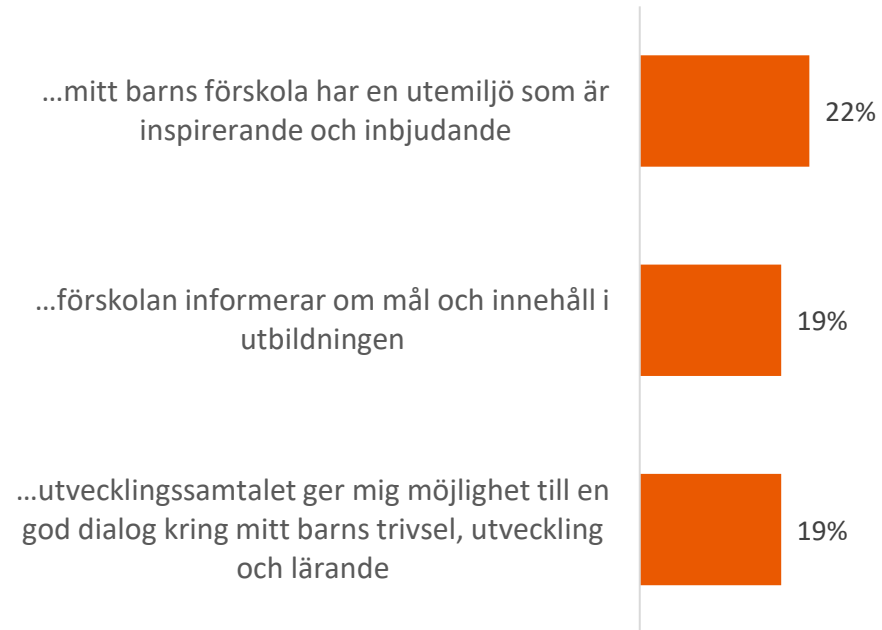 ...mitt barns förskola har en utemiljö som är
inspirerande och inbjudande
22%
...förskolan informerar om mål och innehåll i
utbildningen
19%
...utvecklingssamtalet ger mig möjlighet till en
god dialog kring mitt barns trivsel, utveckling
och lärande
19%